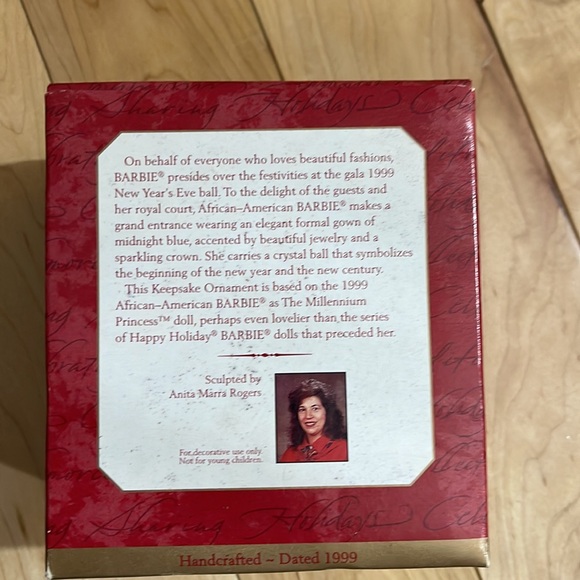 Sharing Holidays Cel
On behalf of everyone who loves beautiful fashions,
BARBIE® presides over the festivities at the gala 1999
New Year's Eve ball. To the delight of the guests and
her royal court, African–American BARBIE® makes a
grand entrance wearing an elegant formal gown of
midnight blue, accented by beautiful jewelry and a
sparkling crown. She carries a crystal ball that symbolizes
the beginning of the new year and the new century.
This Keepsake Ornament is based on the 1999
African–American BARBIE® as The Millennium
Princess™ doll, perhaps even lovelier than the series
of Happy Holiday® BARBIE® dolls that preceded her.
Sculpted by
Anita Marra Rogers
For decorative use only.
Not for young children.
Sharing Holidays Cel
Handcrafted – Dated 1999